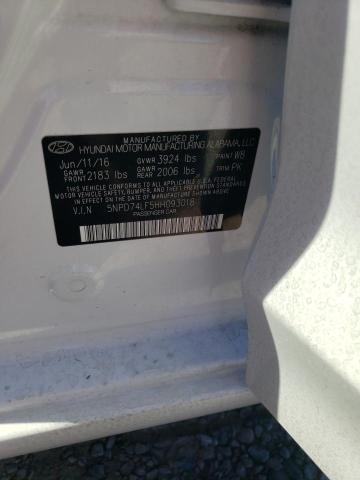 MANUFACTURED BY
HYUNDAI MOTOR MANUFACTURING ALABAMA, LLC
Jun/11/16 GVWR 3924 lbs PAINT W8
GAWR FRONT 2183 lbs GAWR REAR 2006 lbs TRIM PK
THIS VEHICLE CONFORMS TO ALL APPLICABLE U.S.A. FEDERAL
MOTOR VEHICLE SAFETY, BUMPER, AND THEFT PREVENTION
STANDARDS IN EFFECT ON THE DATE OF MANUFACTURE SHOWN ABOVE
V.I.N 5NPD74LF5HH093018
PASSENGER CAR